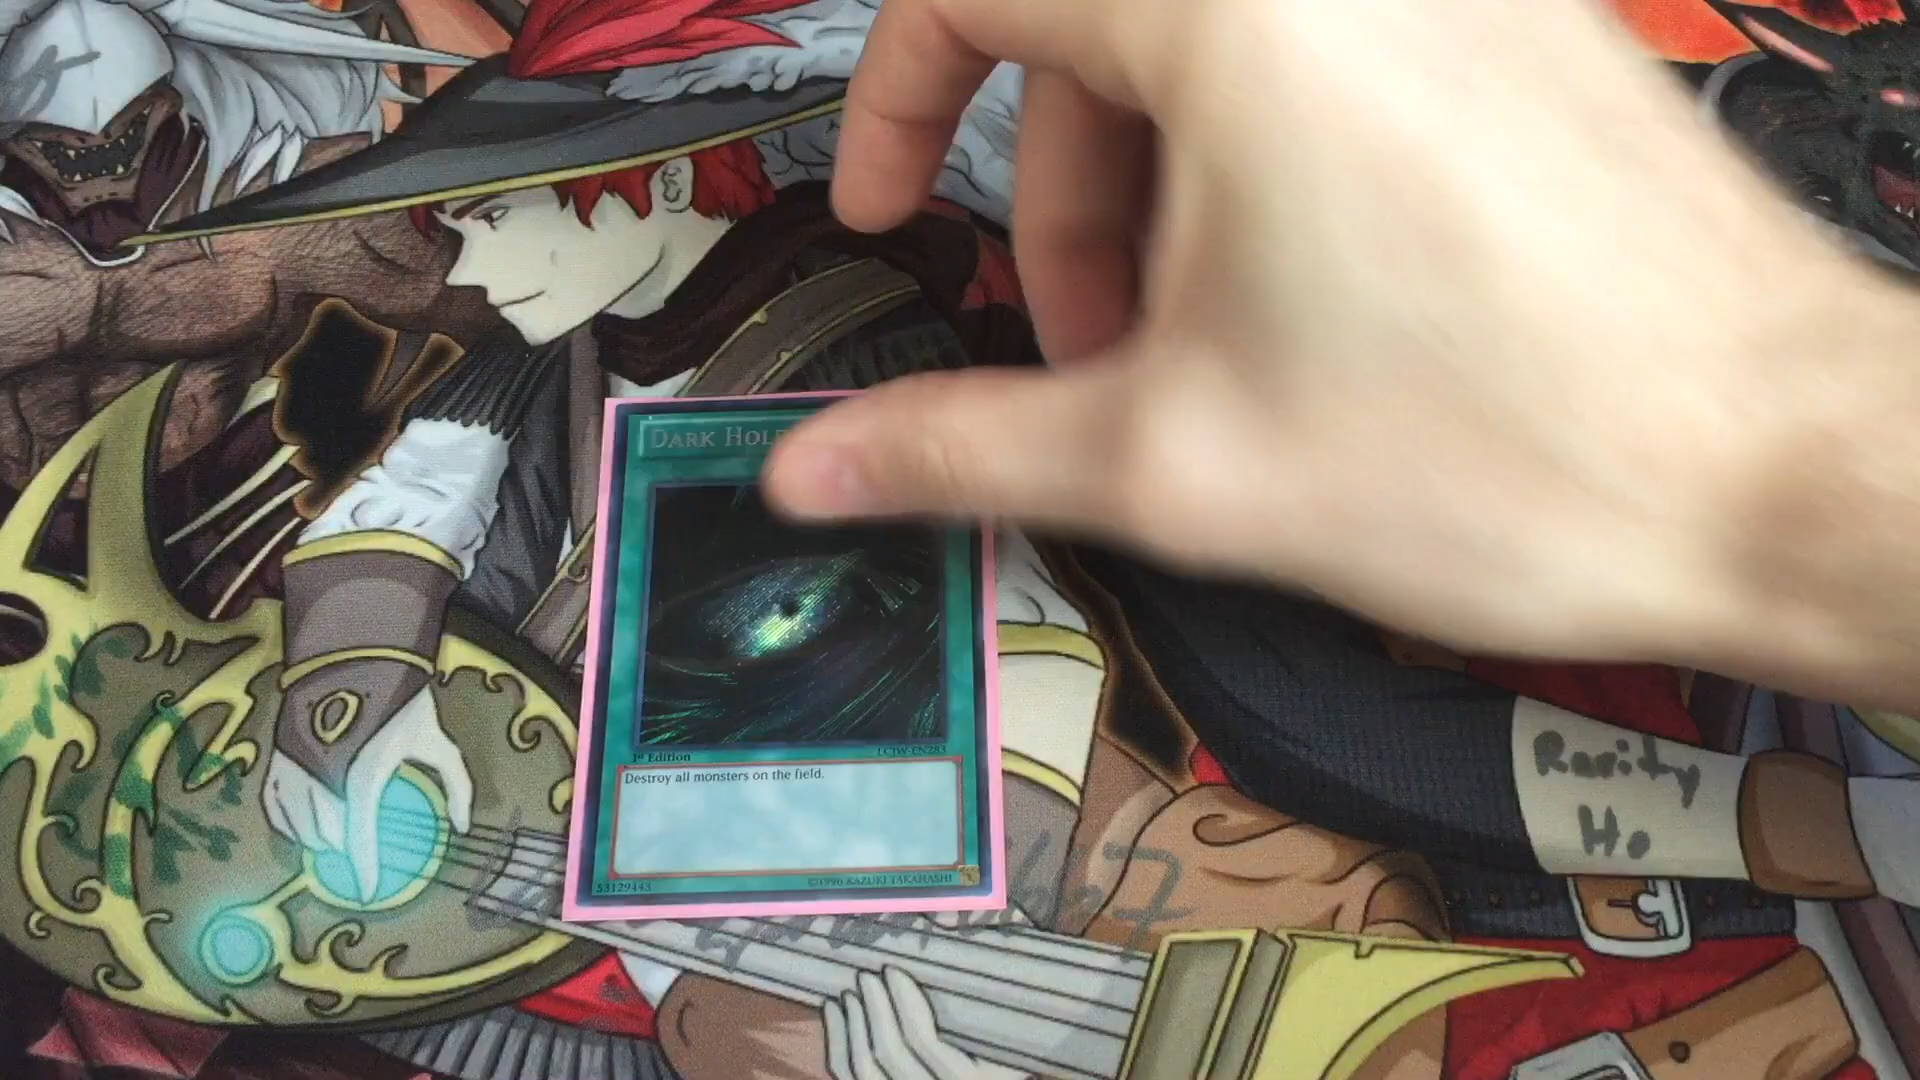 DARK HOLE
1st Edition
LCJW-EN283
Destroy all monsters on the field.
53129443
©1996 KAZUKI TAKAHASHI
Rarity
Ho